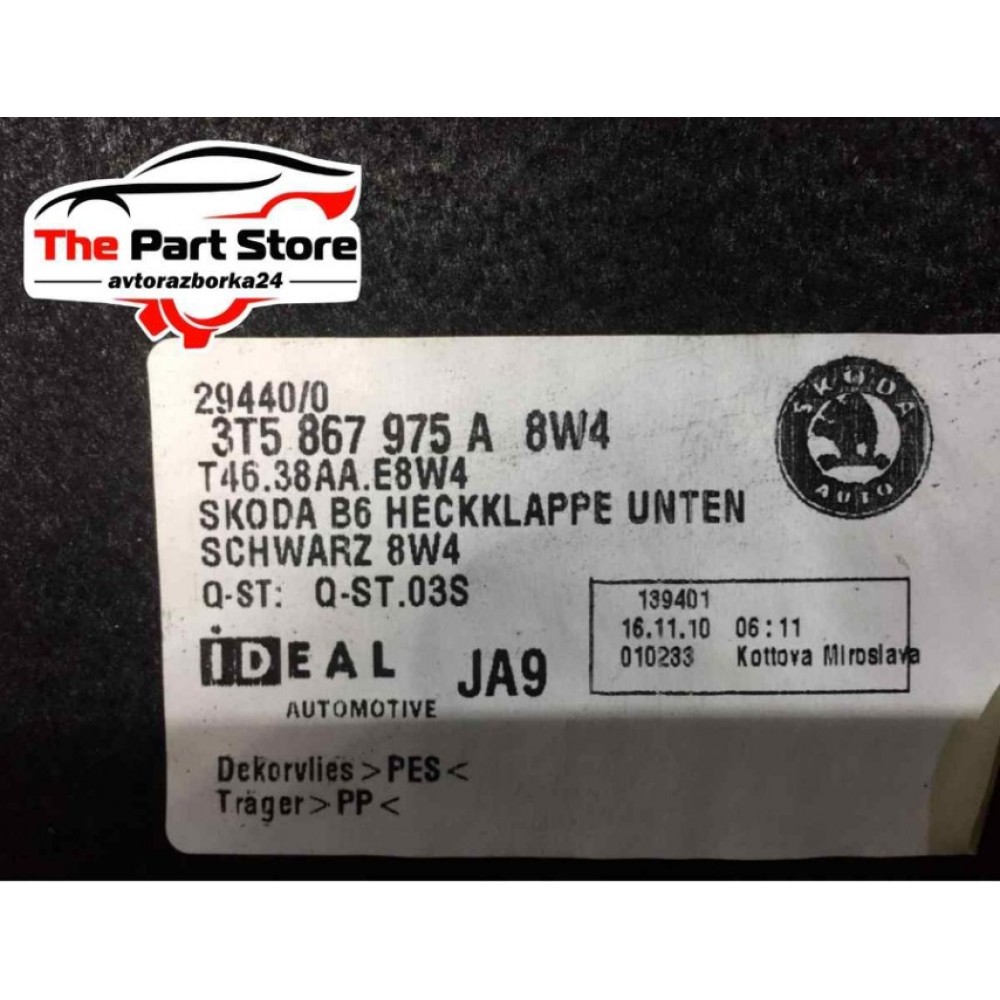 The Part Store
avtorazborka24
29440/0
3T5 867 975 A 8W4
T46.38AA.E8W4
SKODA B6 HECKKLAPPE UNTEN
SCHWARZ 8W4
Q-ST: Q-ST.03S
SKODA
AUTO
139401
16.11.10 06:11
010233 Kottova Miroslava
IDEAL
AUTOMOTIVE
JA9
Dekorvlies >PES<
Träger >PP<